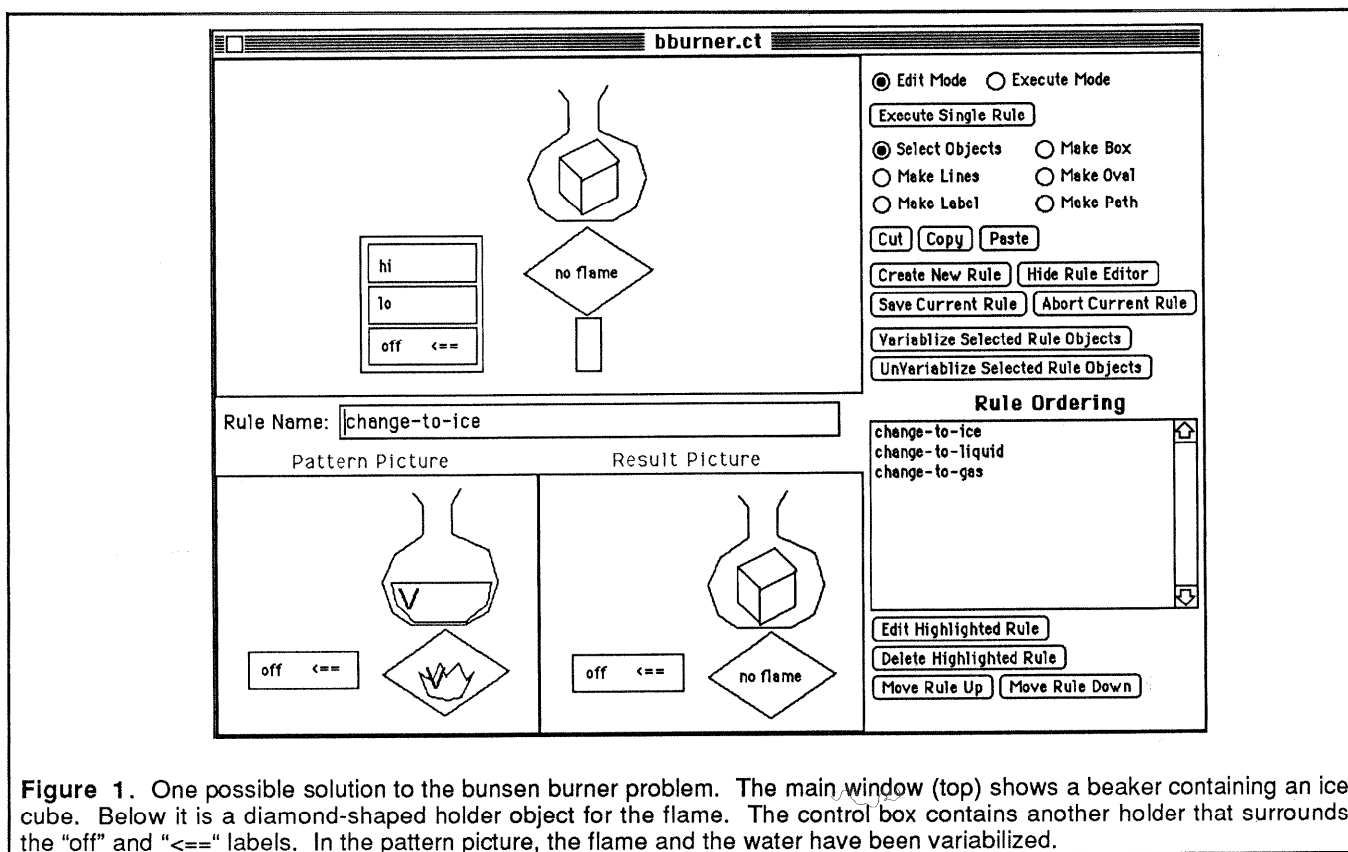 bburner.ct
Edit Mode Execute Mode
Execute Single Rule
Select Objects Make Box
Make Lines Make Oval
Make Label Make Path
Cut Copy Paste
Create New Rule Hide Rule Editor
Save Current Rule Abort Current Rule
Variablize Selected Rule Objects
UnVariablize Selected Rule Objects
hi
lo
off <==
no flame
Rule Name: change-to-ice
Rule Ordering
change-to-ice
change-to-liquid
change-to-gas
Pattern Picture Result Picture
V
off <==
V
off <==
no flame
Edit Highlighted Rule
Delete Highlighted Rule
Move Rule Up Move Rule Down
Figure 1. One possible solution to the bunsen burner problem. The main window (top) shows a beaker containing an ice
cube. Below it is a diamond-shaped holder object for the flame. The control box contains another holder that surrounds
the "off" and "<==" labels. In the pattern picture, the flame and the water have been variabilized.